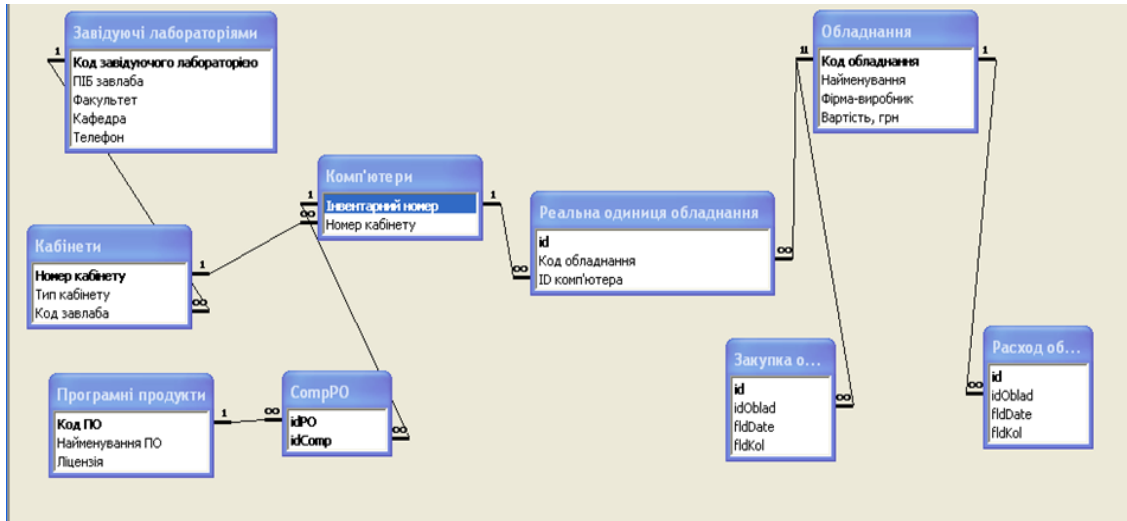 Завідуючі лабораторіями
Код завідуючого лабораторією
ПІБ завлаба
Факультет
Кафедра
Телефон
1
Обладнання
Код обладнання
Найменування
Фірма-виробник
Вартість, грн
11
1
Комп'ютери
Інвентарний номер
Номер кабінету
1
∞
1
Реальна одиниця обладнання
id
Код обладнання
ID комп'ютера
∞
∞
Кабінети
Номер кабінету
Тип кабінету
Код завлаба
1
∞
Закупка о...
id
idOblad
fldDate
fldKol
∞
Расход об...
id
idOblad
fldDate
fldKol
∞
Програмні продукти
Код ПО
Найменування ПО
Ліцензія
1
CompPO
idPO
idComp
∞
∞